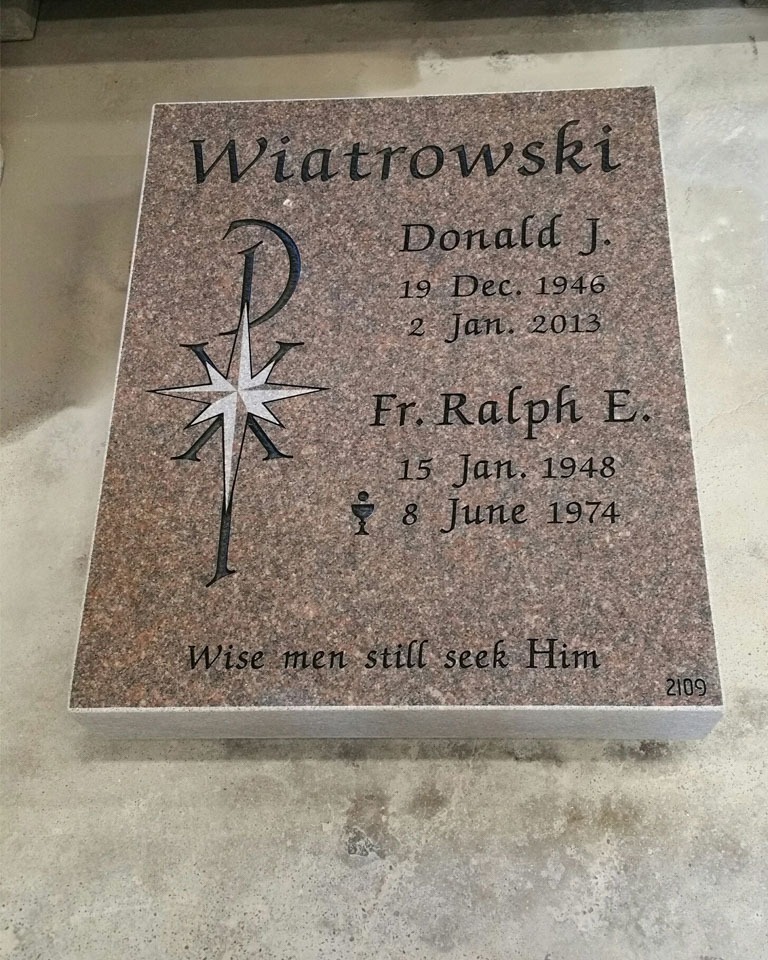 Wiatrowski
Donald J.
19 Dec. 1946
2 Jan. 2013
Fr. Ralph E.
15 Jan. 1948
8 June 1974
Wise men still seek Him
2109